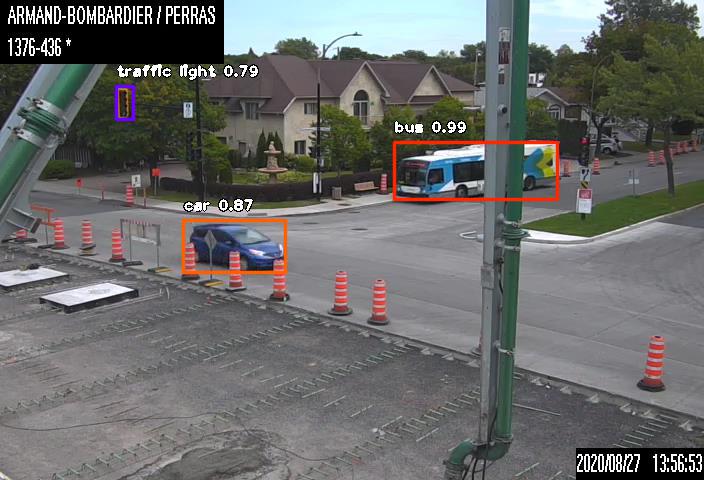 ARMAND-BOMBARDIER / PERRAS
1376-436 *
traffic light 0.79
bus 0.99
car 0.87
2020/08/27 13:56:53